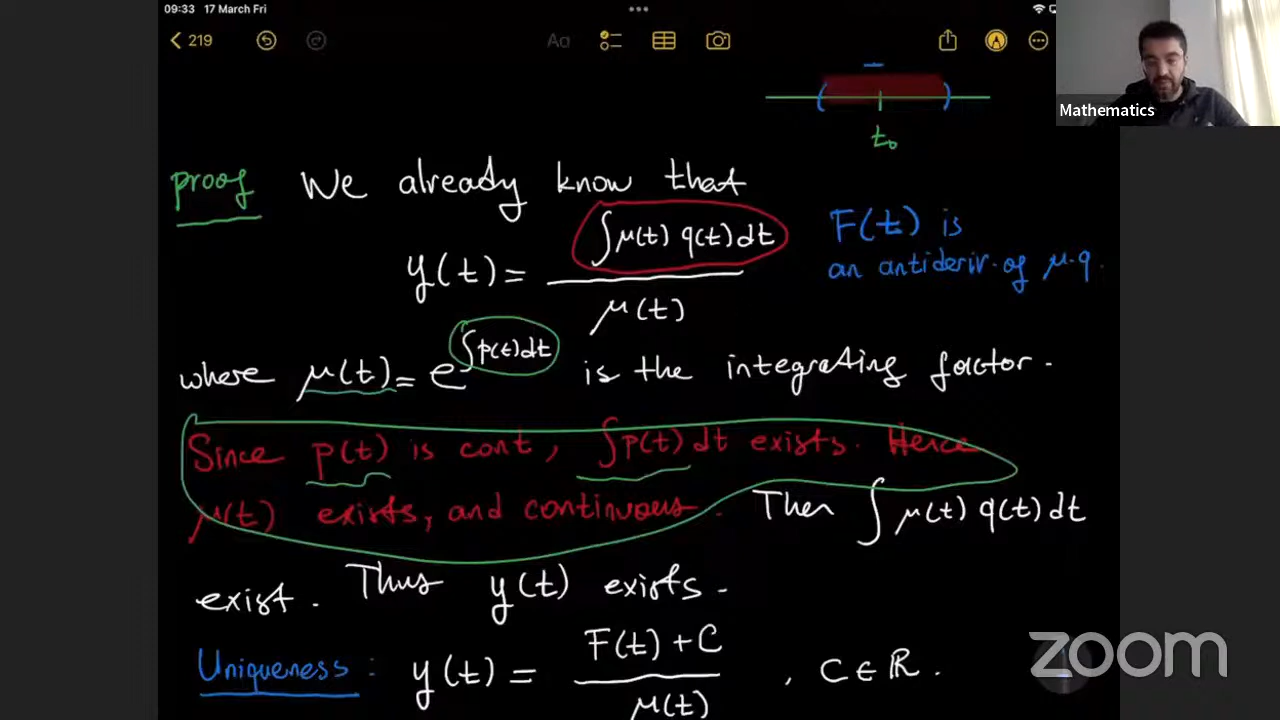 09:33 17 March Fri
219
Aa
Mathematics
t₀
proof We already know that
y(t) = ∫μ(t) q(t)dt / μ(t)
F(t) is
an antideriv. of μ.q.
where μ(t) = e^∫p(t)dt is the integrating factor.
Since p(t) is cont, ∫p(t)dt exists. Hence
μ(t) exists, and continuous. Then ∫μ(t) q(t)dt
exist. Thus y(t) exists.
Uniqueness: y(t) = F(t) + C / μ(t) , C ∈ ℝ.
zoom